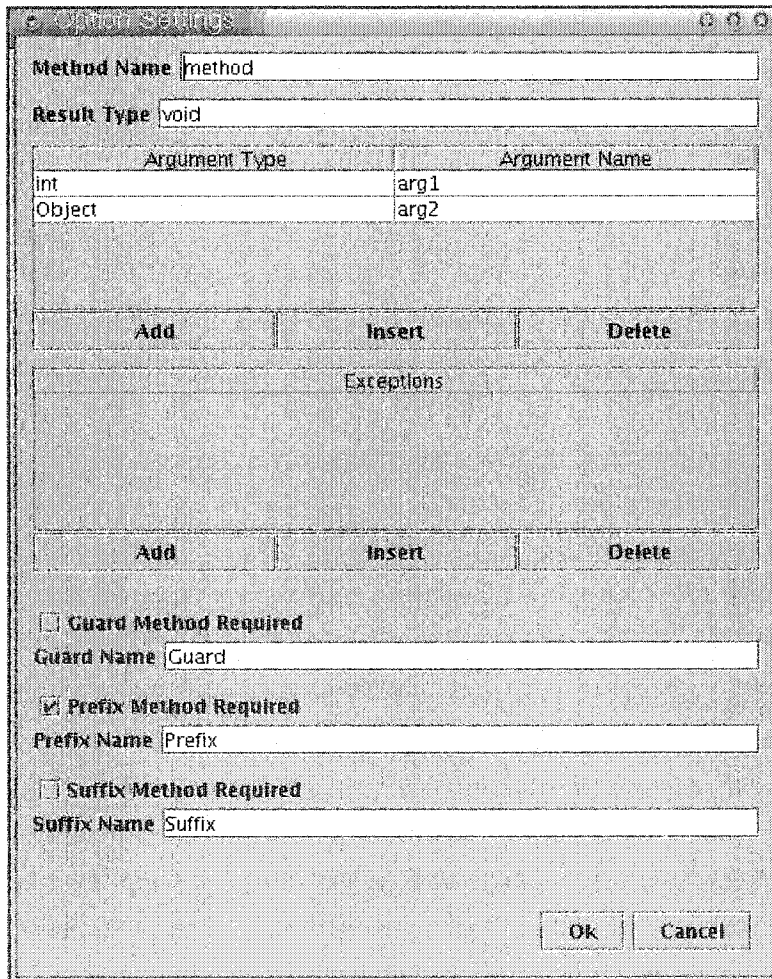 Option Settings
Method Name method
Result Type void
Argument Type Argument Name
int arg1
Object arg2
Add Insert Delete
Exceptions
Add Insert Delete
Guard Method Required
Guard Name Guard
Prefix Method Required
Prefix Name Prefix
Suffix Method Required
Suffix Name Suffix
Ok Cancel